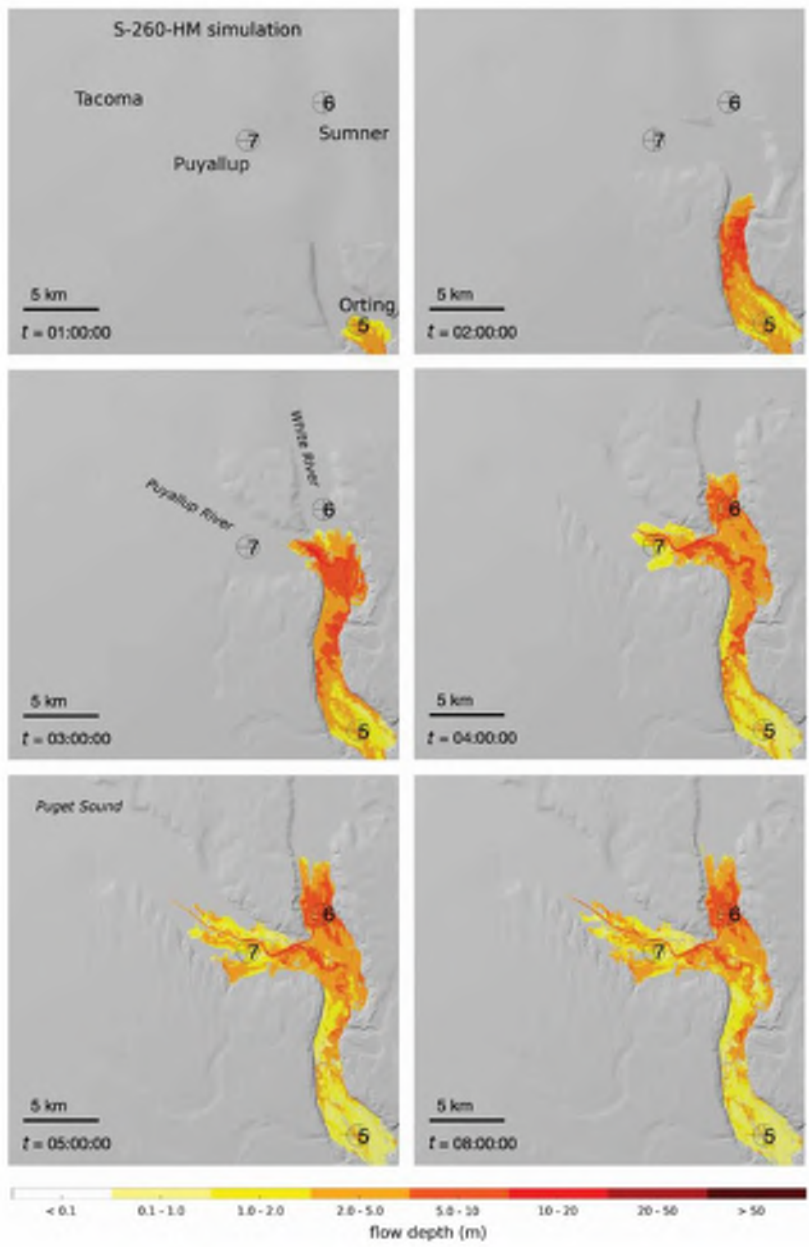 S-260-HM simulation
Tacoma
6
7
Sumner
Puyallup
Orting
5
5 km
t = 01:00:00
6
7
5
5 km
t = 02:00:00
White River
Puyallup River
6
7
5 km
5
t = 03:00:00
6
7
5 km
5
t = 04:00:00
Puget Sound
6
7
5 km
5
t = 05:00:00
6
7
5 km
5
t = 08:00:00
< 0.1 0.1 - 1.0 1.0 - 2.0 2.0 - 5.0 5.0 - 10 10 - 20 20 - 50 > 50
flow depth (m)